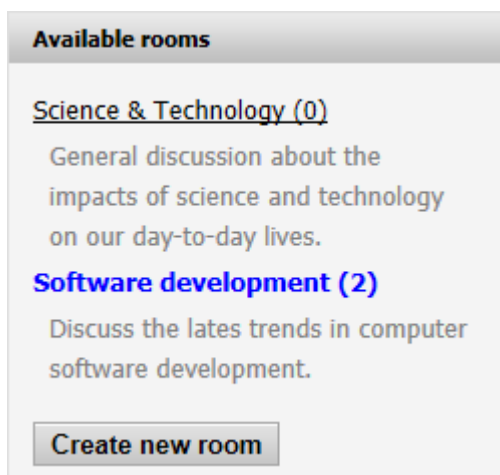 Available rooms
Science & Technology (0)
General discussion about the
impacts of science and technology
on our day-to-day lives.
Software development (2)
Discuss the lates trends in computer
software development.
Create new room